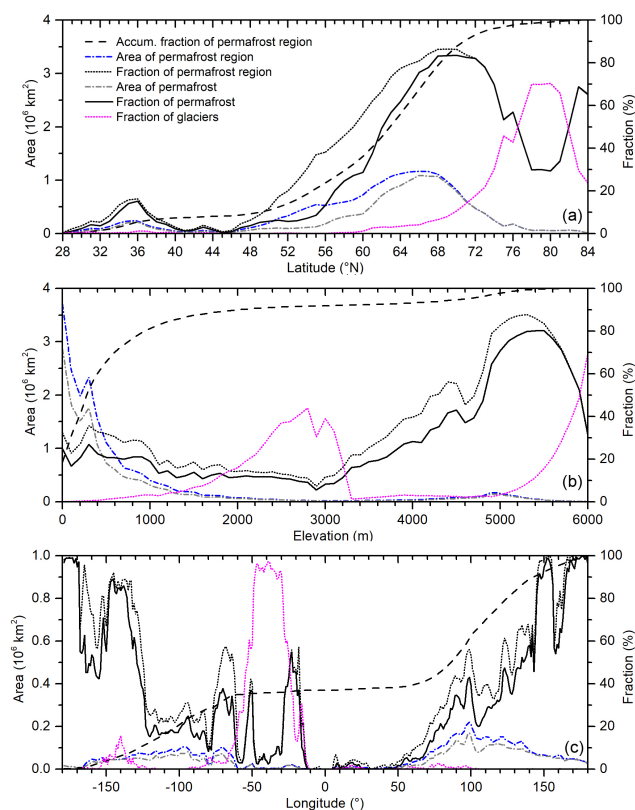 4
3
2
1
0
Area (10⁶ km²)
100
80
60
40
20
0
Fraction (%)
Accum. fraction of permafrost region
Area of permafrost region
Fraction of permafrost region
Area of permafrost
Fraction of permafrost
Fraction of glaciers
(a)
28 32 36 40 44 48 52 56 60 64 68 72 76 80 84
Latitude (°N)
4
3
2
1
0
Area (10⁶ km²)
100
80
60
40
20
0
Fraction (%)
(b)
0 1000 2000 3000 4000 5000 6000
Elevation (m)
1.0
0.8
0.6
0.4
0.2
0.0
Area (10⁶ km²)
100
80
60
40
20
0
Fraction (%)
(c)
-150 -100 -50 0 50 100 150
Longitude (°)